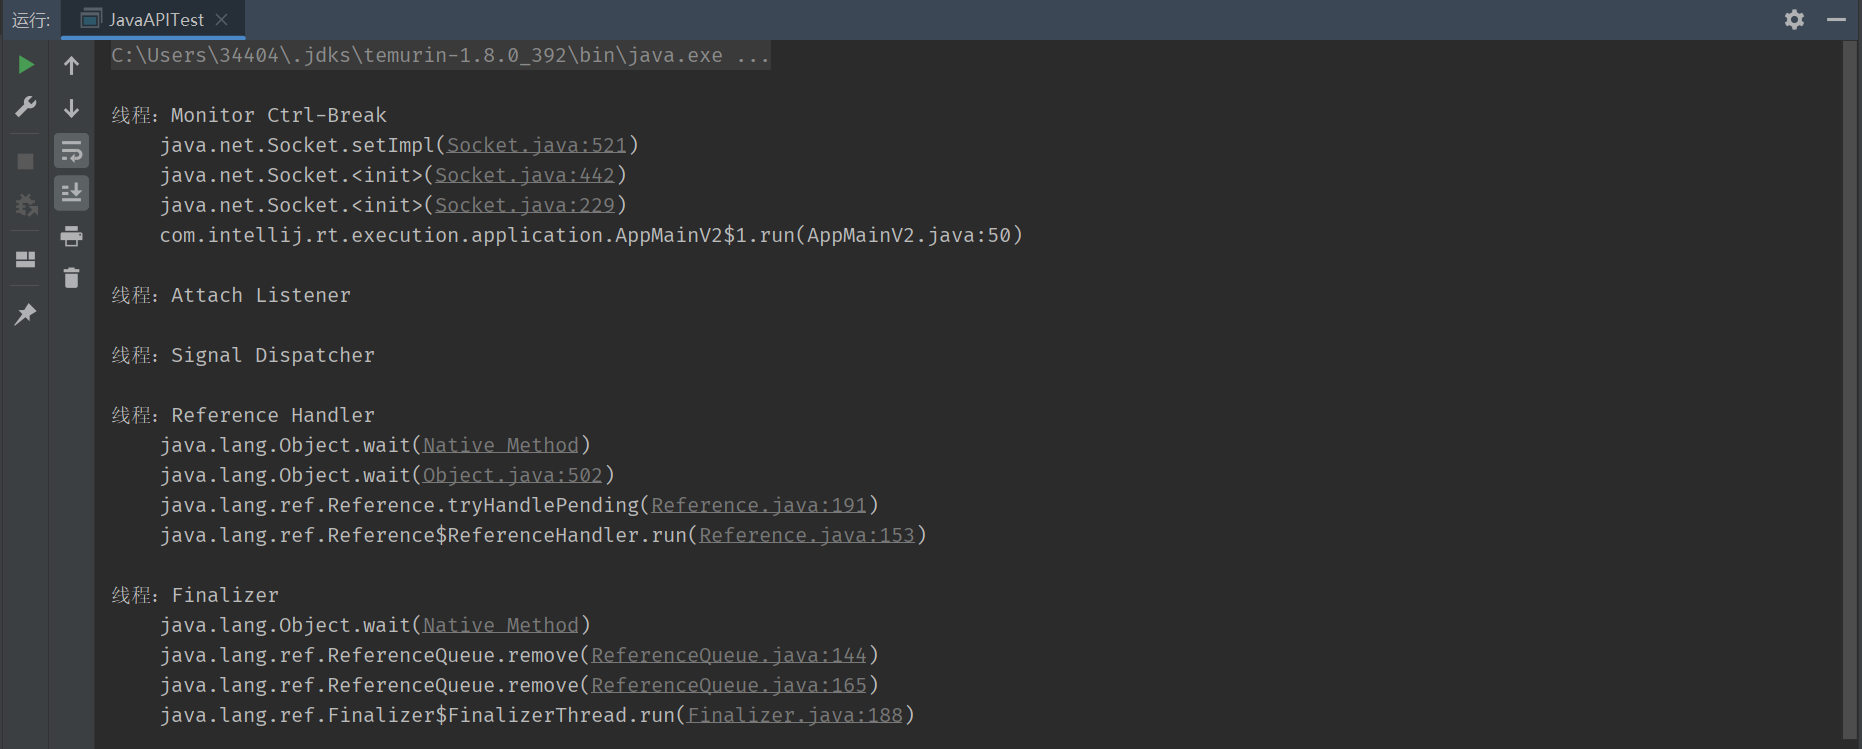 运行: JavaAPITest
C:\Users\34404\.jdks\temurin-1.8.0_392\bin\java.exe ...
线程：Monitor Ctrl-Break
java.net.Socket.setImpl(Socket.java:521)
java.net.Socket.<init>(Socket.java:442)
java.net.Socket.<init>(Socket.java:229)
com.intellij.rt.execution.application.AppMainV2$1.run(AppMainV2.java:50)
线程：Attach Listener
线程：Signal Dispatcher
线程：Reference Handler
java.lang.Object.wait(Native Method)
java.lang.Object.wait(Object.java:502)
java.lang.ref.Reference.tryHandlePending(Reference.java:191)
java.lang.ref.Reference$ReferenceHandler.run(Reference.java:153)
线程：Finalizer
java.lang.Object.wait(Native Method)
java.lang.ref.ReferenceQueue.remove(ReferenceQueue.java:144)
java.lang.ref.ReferenceQueue.remove(ReferenceQueue.java:165)
java.lang.ref.Finalizer$FinalizerThread.run(Finalizer.java:188)